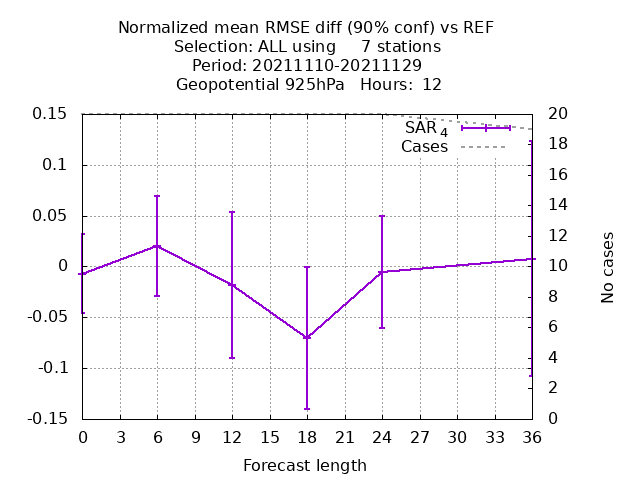 Normalized mean RMSE diff (90% conf) vs REF
Selection: ALL using     7 stations
Period: 20211110-20211129
Geopotential 925hPa   Hours:  12
SAR 4
Cases
0.15
0.1
0.05
0
-0.05
-0.1
-0.15
20
18
16
14
12
10
8
6
4
2
0
No cases
0 3 6 9 12 15 18 21 24 27 30 33 36
Forecast length